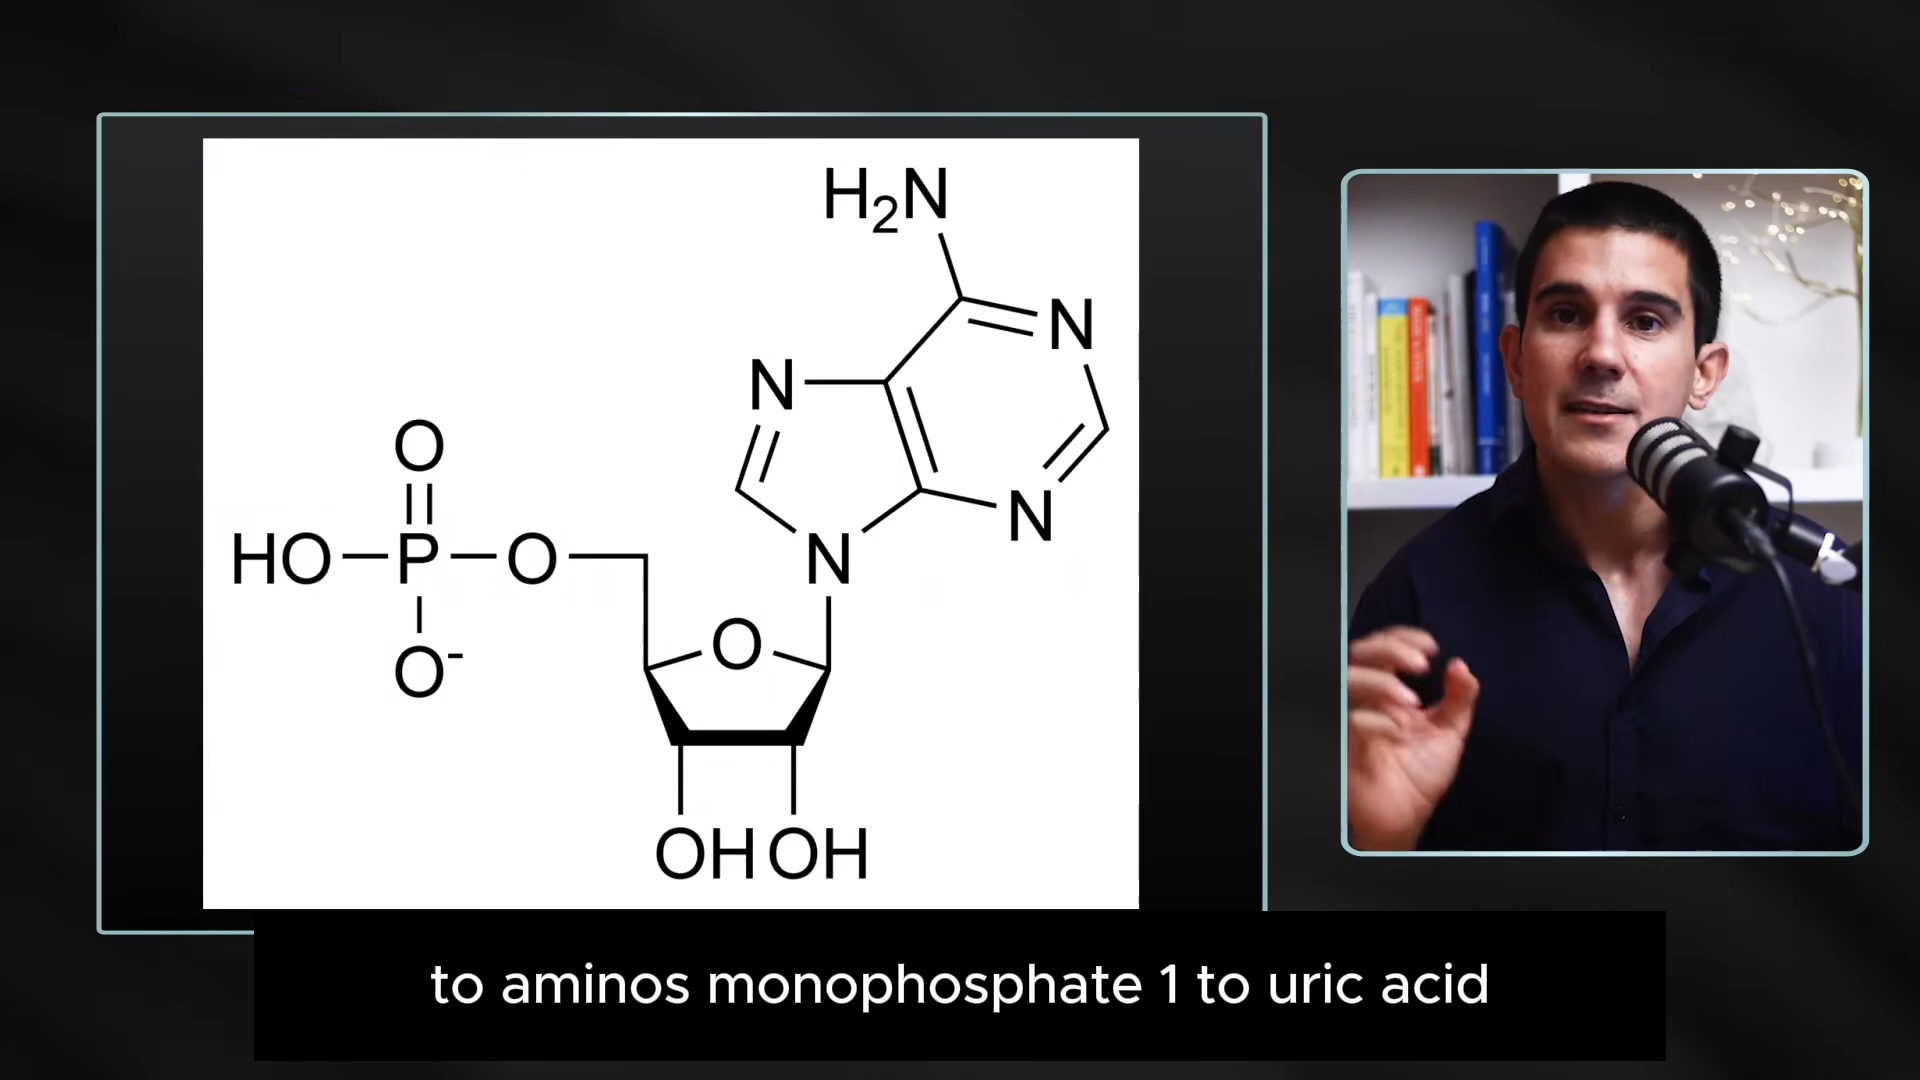 H2N
N
N
N
N
O
HO P O
O-
O
OH OH
to aminos monophosphate 1 to uric acid